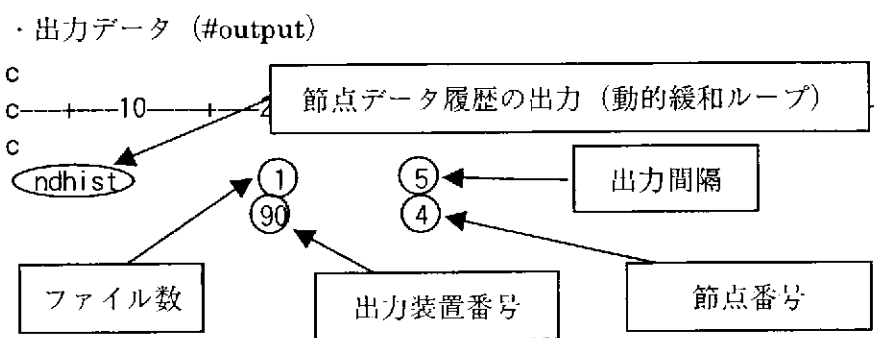 ・出力データ (#output)
c
c----+----10----+----2
節点データ履歴の出力（動的緩和ループ）
c
ndhist 1 5
出力間隔
90 4
ファイル数
出力装置番号
節点番号